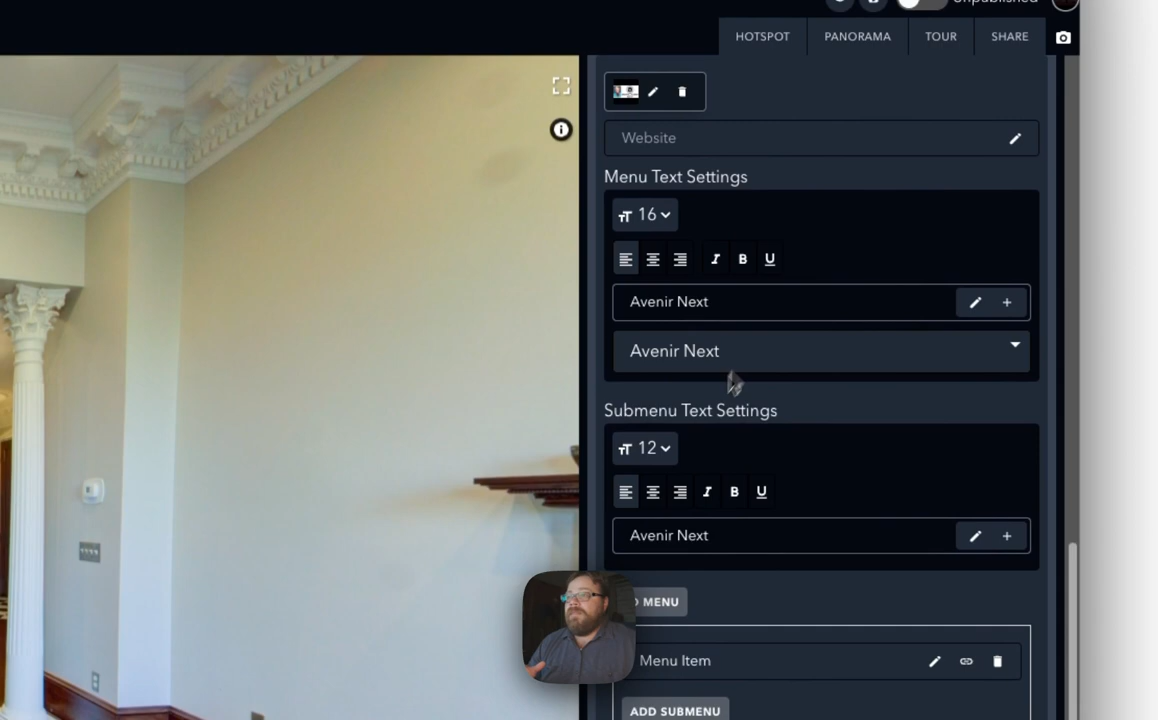 Unpublished
HOTSPOT PANORAMA TOUR SHARE
Website
Menu Text Settings
16
I B U
Avenir Next
Avenir Next
Submenu Text Settings
12
I B U
Avenir Next
MENU
Menu Item
ADD SUBMENU